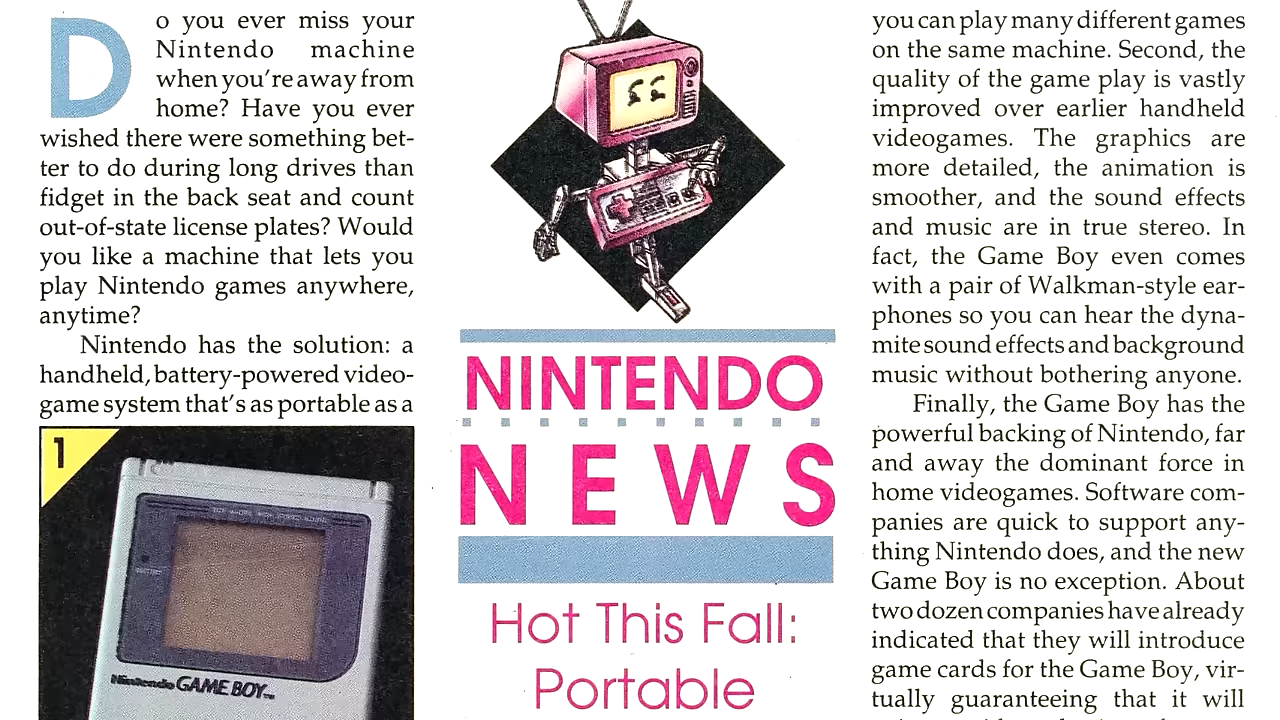 Do you ever miss your
Nintendo machine
when you're away from
home? Have you ever
wished there were something bet-
ter to do during long drives than
fidget in the back seat and count
out-of-state license plates? Would
you like a machine that lets you
play Nintendo games anywhere,
anytime?
Nintendo has the solution: a
handheld, battery-powered video-
game system that's as portable as a
1
Nintendo GAME BOY™
NINTENDO
NEWS
Hot This Fall:
Portable
you can play many different games
on the same machine. Second, the
quality of the game play is vastly
improved over earlier handheld
videogames. The graphics are
more detailed, the animation is
smoother, and the sound effects
and music are in true stereo. In
fact, the Game Boy even comes
with a pair of Walkman-style ear-
phones so you can hear the dyna-
mite sound effects and background
music without bothering anyone.
Finally, the Game Boy has the
powerful backing of Nintendo, far
and away the dominant force in
home videogames. Software com-
panies are quick to support any-
thing Nintendo does, and the new
Game Boy is no exception. About
two dozen companies have already
indicated that they will introduce
game cards for the Game Boy, vir-
tually guaranteeing that it will